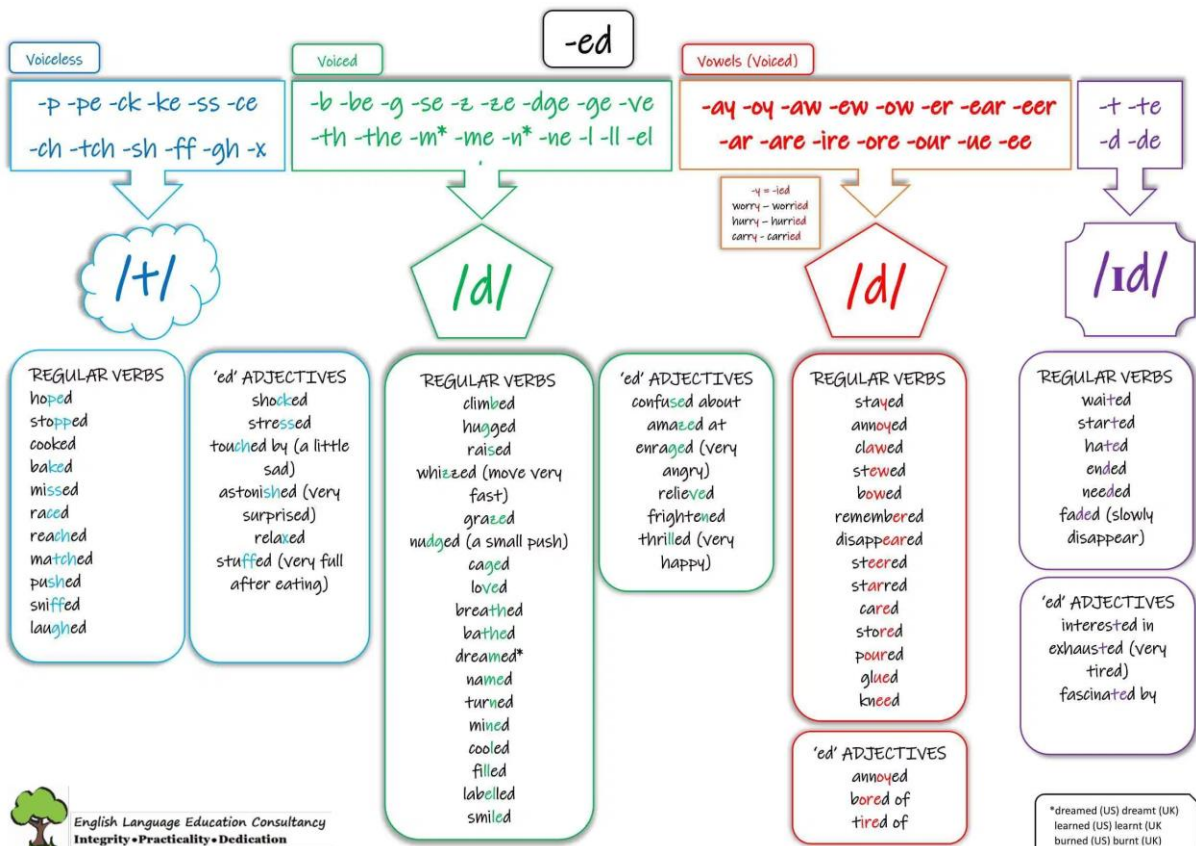 -ed
Voiceless
-p -pe -ck -ke -ss -ce
-ch -tch -sh -ff -gh -x
/t/
REGULAR VERBS
hoped
stopped
cooked
baked
missed
raced
reached
matched
pushed
sniffed
laughed
'ed' ADJECTIVES
shocked
stressed
touched by (a little
sad)
astonished (very
surprised)
relaxed
stuffed (very full
after eating)
Voiced
-b -be -g -se -z -ze -dge -ge -ve
-th -the -m* -me -n* -ne -l -ll -el
/d/
REGULAR VERBS
climbed
hugged
raised
whizzed (move very
fast)
grazed
nudged (a small push)
caged
loved
breathed
bathed
dreamed*
named
turned
mined
cooled
filled
labelled
smiled
'ed' ADJECTIVES
confused about
amazed at
enraged (very
angry)
relieved
frightened
thrilled (very
happy)
Vowels (Voiced)
-ay -oy -aw -ew -ow -er -ear -eer
-ar -are -ire -ore -our -ue -ee
-y = -ied
worry – worried
hurry – hurried
carry - carried
/d/
REGULAR VERBS
stayed
annoyed
clawed
stewed
bowed
remembered
disappeared
steered
starred
cared
stored
poured
glued
kneed
'ed' ADJECTIVES
annoyed
bored of
tired of
-t -te
-d -de
/ɪd/
REGULAR VERBS
waited
started
hated
ended
needed
faded (slowly
disappear)
'ed' ADJECTIVES
interested in
exhausted (very
tired)
fascinated by
English Language Education Consultancy
Integrity•Practicality•Dedication
*dreamed (US) dreamt (UK)
learned (US) learnt (UK
burned (US) burnt (UK)